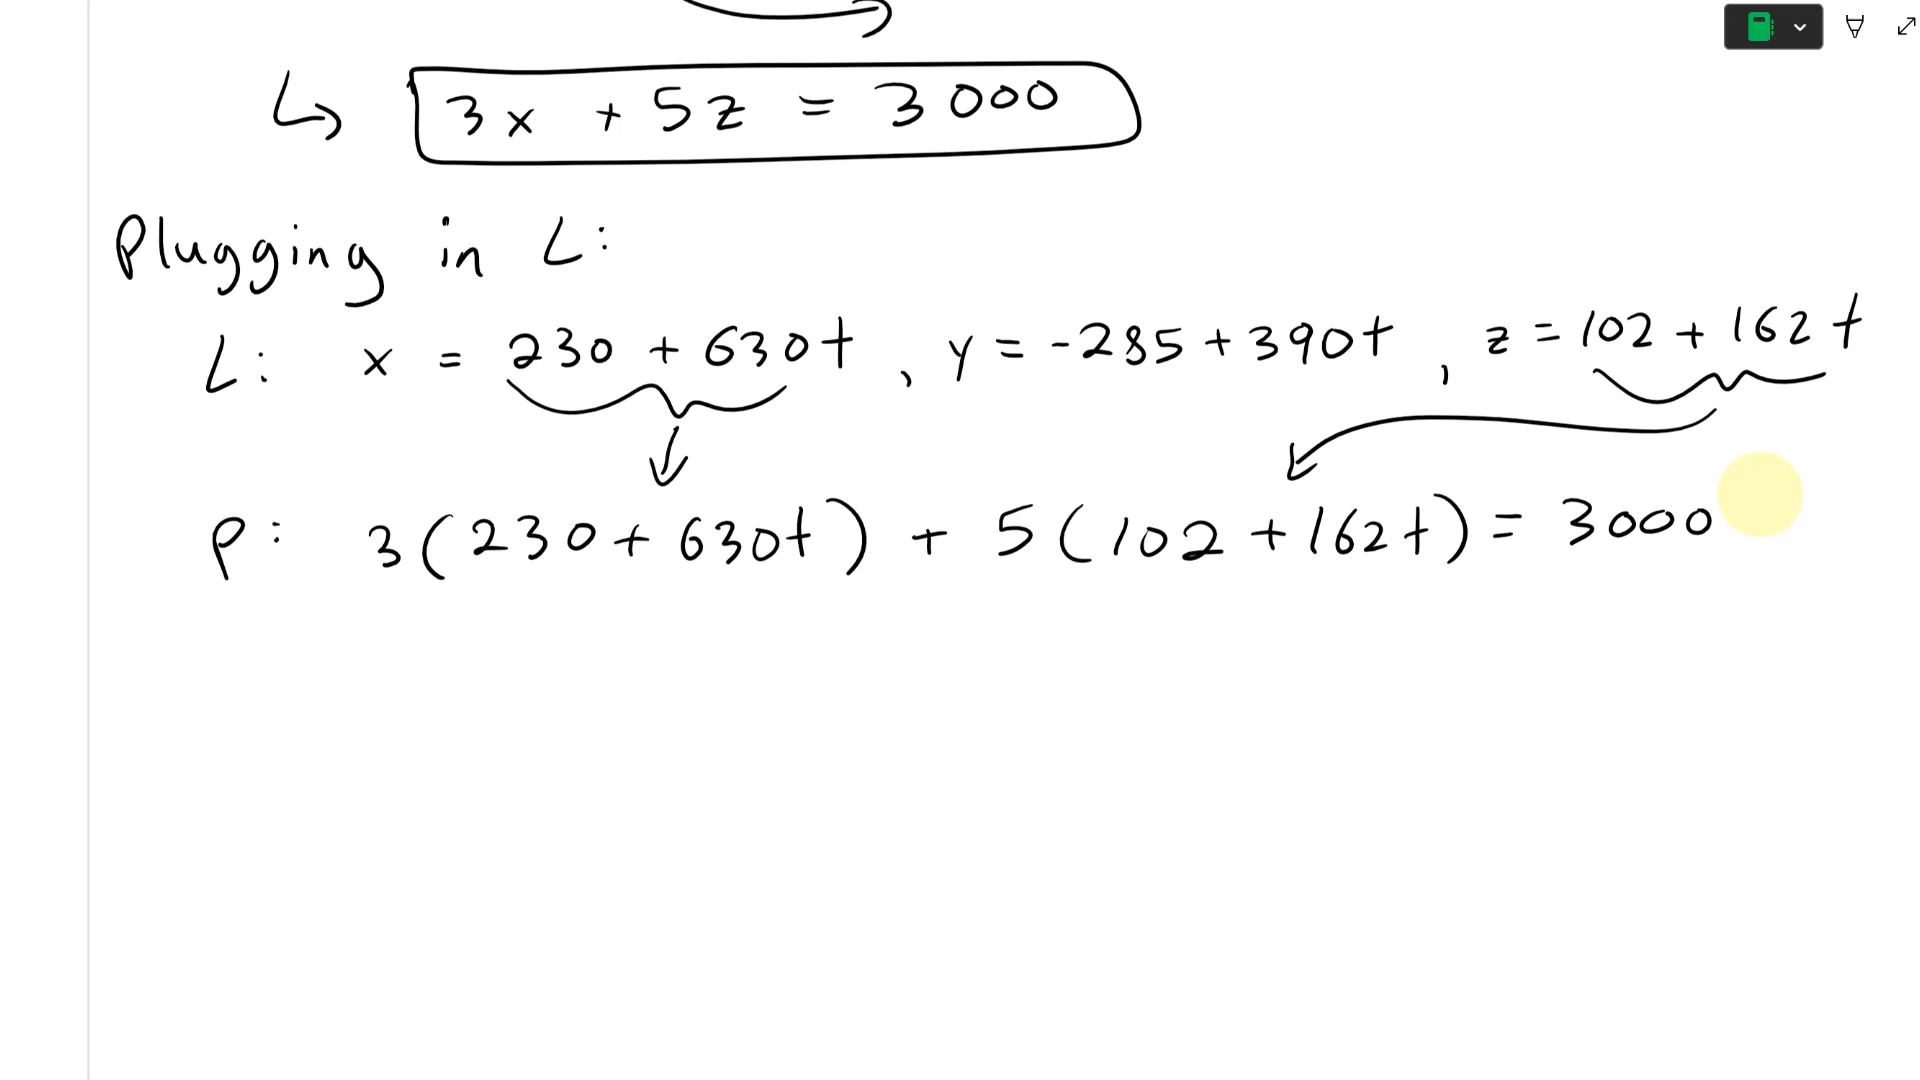 ↳ 3x + 5z = 3000
Plugging in L:
L: x = 230 + 630t , y = -285 + 390t , z = 102 + 162t
P: 3(230 + 630t) + 5(102 + 162t) = 3000